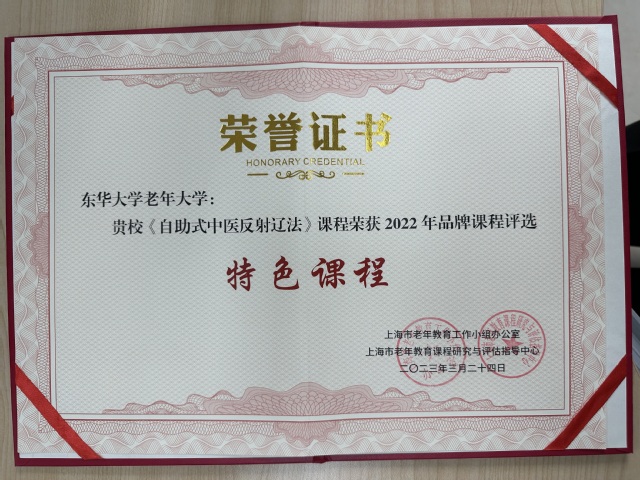 荣誉证书
HONORARY CREDENTIAL
东华大学老年大学：
贵校《自助式中医反射辽法》课程荣获 2022 年品牌课程评选
特色课程
上海市老年教育工作小组办公室
上海市老年教育课程研究与评估指导中心
二〇二三年三月二十四日